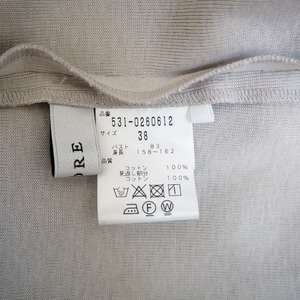 品番
531-0260612
サイズ
38
バスト 83
身長 158~162
品質
コットン 100%
見返し部分
コットン 100%
ORE